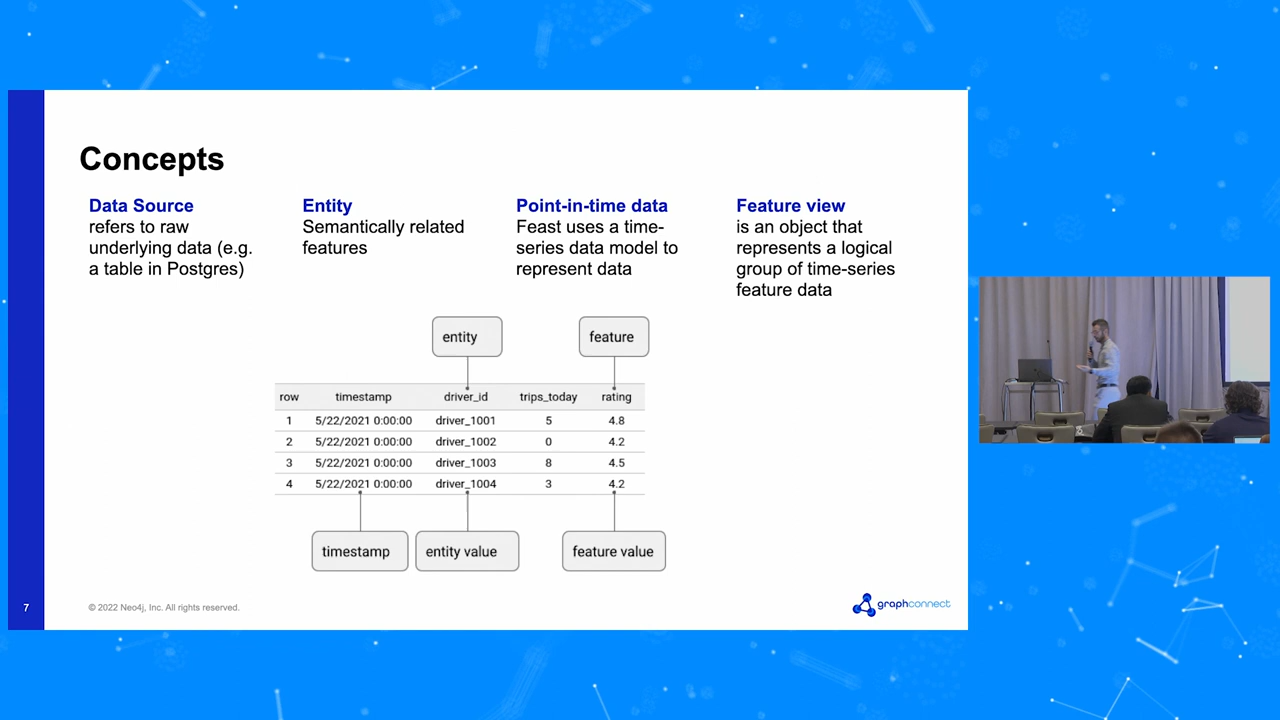 Concepts
Data Source
refers to raw
underlying data (e.g.
a table in Postgres)
Entity
Semantically related
features
Point-in-time data
Feast uses a time-
series data model to
represent data
Feature view
is an object that
represents a logical
group of time-series
feature data
entity
feature
row timestamp driver_id trips_today rating
1 5/22/2021 0:00:00 driver_1001 5 4.8
2 5/22/2021 0:00:00 driver_1002 0 4.2
3 5/22/2021 0:00:00 driver_1003 8 4.5
4 5/22/2021 0:00:00 driver_1004 3 4.2
timestamp
entity value
feature value
7
© 2022 Neo4j, Inc. All rights reserved.
graphconnect